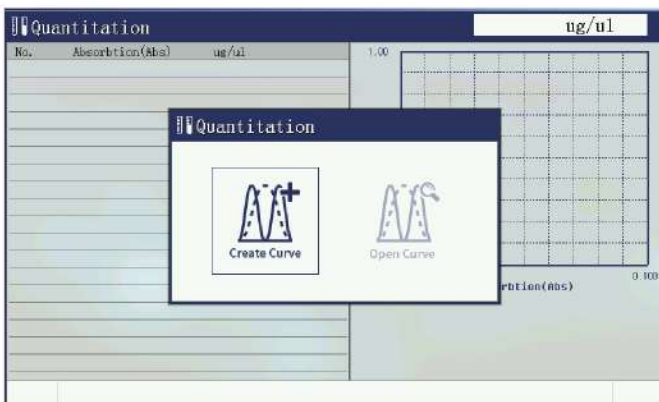 Quantitation
ug/ul
No. Absorbtion(Abs) ug/ul
1.00
Quantitation
Create Curve
Open Curve
0.100
rbtion(Abs)